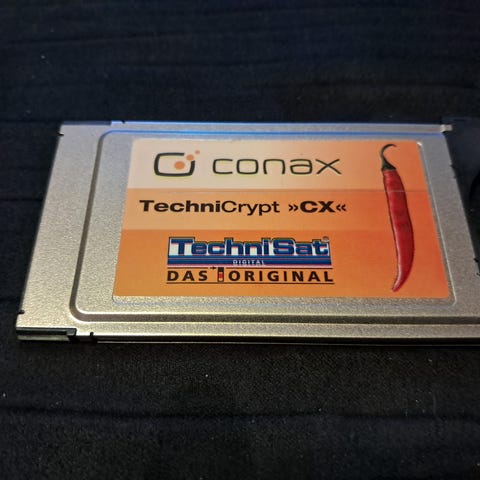 conax
TechniCrypt »CX«
TechniSat
DIGITAL
DAS ORIGINAL